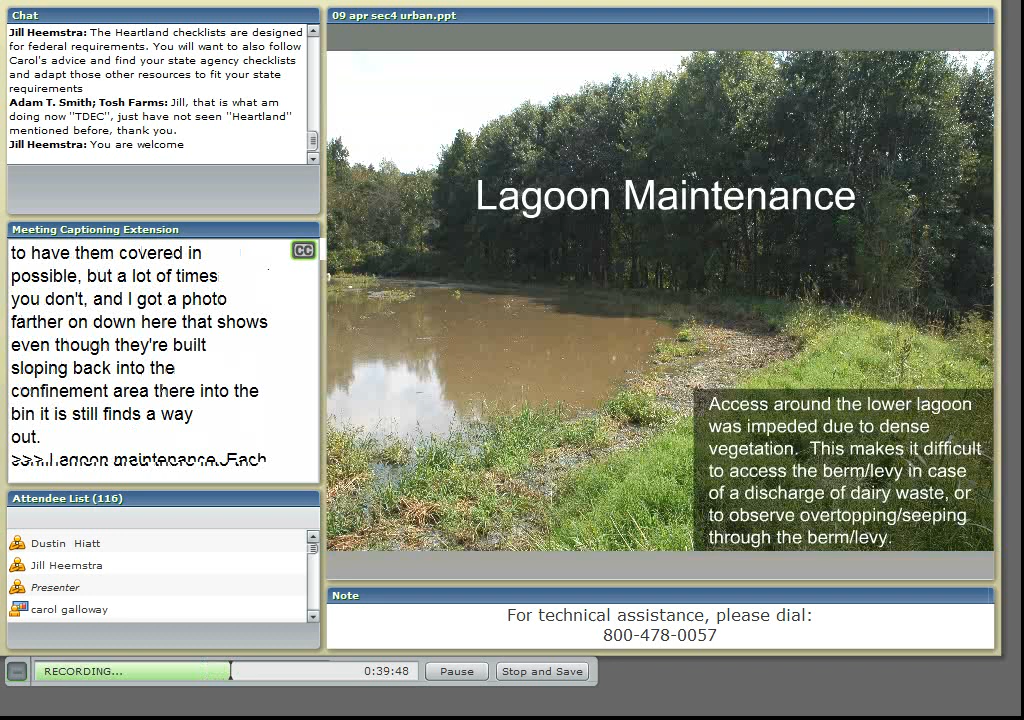 Chat
Jill Heemstra: The Heartland checklists are designed
for federal requirements. You will want to also follow
Carol's advice and find your state agency checklists
and adapt those other resources to fit your state
requirements
Adam T. Smith; Tosh Farms: Jill, that is what am
doing now "TDEC", just have not seen "Heartland"
mentioned before, thank you.
Jill Heemstra: You are welcome
Meeting Captioning Extension
CC
to have them covered in
possible, but a lot of times
you don't, and I got a photo
farther on down here that shows
even though they're built
sloping back into the
confinement area there into the
bin it is still finds a way
out.
>>> Lagoon maintenance. Each
Attendee List (116)
Dustin Hiatt
Jill Heemstra
Presenter
carol galloway
09 apr sec4 urban.ppt
Lagoon Maintenance
Access around the lower lagoon
was impeded due to dense
vegetation. This makes it difficult
to access the berm/levy in case
of a discharge of dairy waste, or
to observe overtopping/seeping
through the berm/levy.
Note
For technical assistance, please dial:
800-478-0057
RECORDING...
0:39:48
Pause
Stop and Save